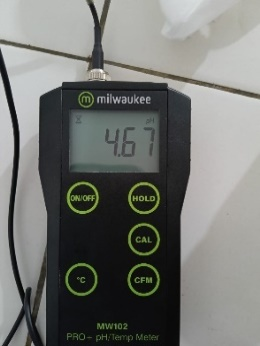 m milwaukee
pH
4.67
ON/OFF HOLD
CAL
°C CFM
MW102
PRO – pH/Temp Meter